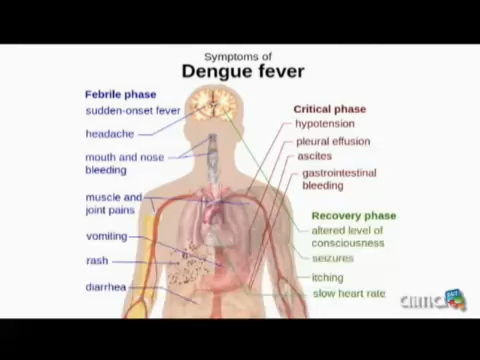 Symptoms of
Dengue fever
Febrile phase
sudden-onset fever
headache
mouth and nose
bleeding
muscle and
joint pains
vomiting
rash
diarrhea
Critical phase
hypotension
pleural effusion
ascites
gastrointestinal
bleeding
Recovery phase
altered level of
consciousness
seizures
itching
slow heart rate